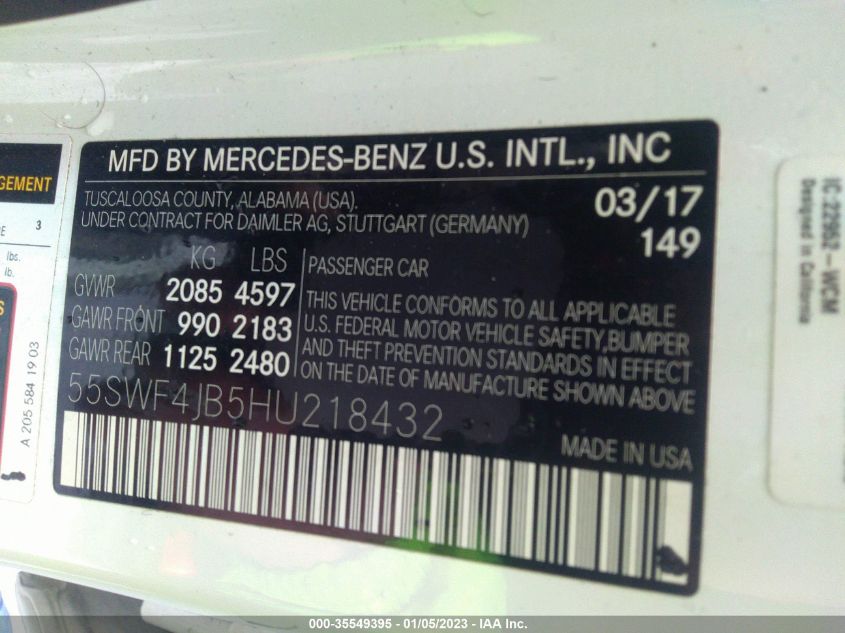 MFD BY MERCEDES-BENZ U.S. INTL., INC
TUSCALOOSA COUNTY, ALABAMA (USA).
UNDER CONTRACT FOR DAIMLER AG, STUTTGART (GERMANY)
03/17
149
KG LBS
GVWR 2085 4597
GAWR FRONT 990 2183
GAWR REAR 1125 2480
PASSENGER CAR
THIS VEHICLE CONFORMS TO ALL APPLICABLE
U.S. FEDERAL MOTOR VEHICLE SAFETY,BUMPER
AND THEFT PREVENTION STANDARDS IN EFFECT
ON THE DATE OF MANUFACTURE SHOWN ABOVE
55SWF4JB5HU218432
MADE IN USA
GEMENT
3
lbs.
lb.
A 205 584 19 03
IC:22952-WCM
Designed in California
000-35549395 - 01/05/2023 - IAA Inc.